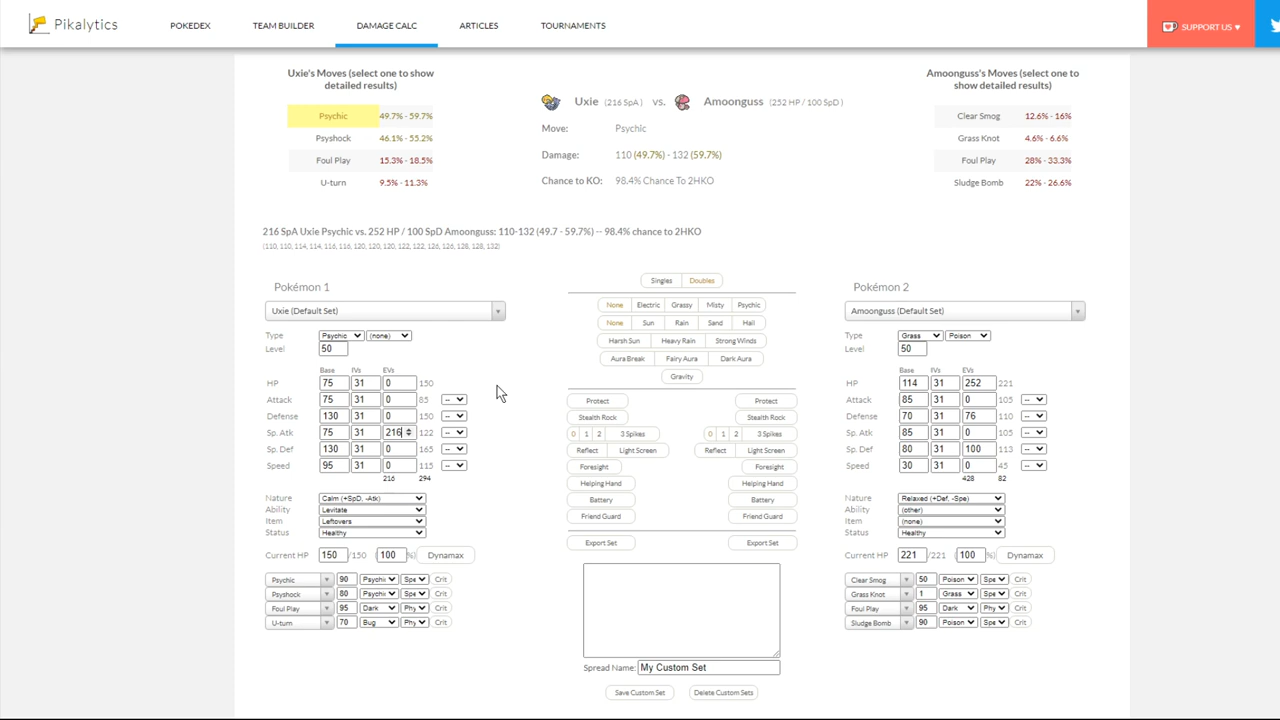 Pikalytics POKEDEX TEAM BUILDER DAMAGE CALC ARTICLES TOURNAMENTS SUPPORT US ♥
Uxie's Moves (select one to show
detailed results)
Psychic 49.7% - 59.7%
Psyshock 46.1% - 55.2%
Foul Play 15.3% - 18.5%
U-turn 9.5% - 11.3%
Uxie (216 SpA ) VS. Amoonguss (252 HP / 100 SpD )
Move: Psychic
Damage: 110 (49.7%) - 132 (59.7%)
Chance to KO: 98.4% Chance To 2HKO
Amoonguss's Moves (select one to
show detailed results)
Clear Smog 12.6% - 16%
Grass Knot 4.6% - 6.6%
Foul Play 28% - 33.3%
Sludge Bomb 22% - 26.6%
216 SpA Uxie Psychic vs. 252 HP / 100 SpD Amoonguss: 110-132 (49.7 - 59.7%) -- 98.4% chance to 2HKO
(110, 110, 114, 114, 116, 116, 120, 120, 120, 122, 122, 126, 126, 128, 128, 132)
Pokémon 1
Uxie (Default Set)
Type Psychic (none)
Level 50
Base IVs EVs
HP 75 31 0 150
Attack 75 31 0 85 --
Defense 130 31 0 150 --
Sp. Atk 75 31 216 122 --
Sp. Def 130 31 0 165 --
Speed 95 31 0 115 --
216 294
Nature Calm (+SpD, -Atk)
Ability Levitate
Item Leftovers
Status Healthy
Current HP 150 /150 ( 100 %) Dynamax
Psychic 90 Psychi Spe Crit
Psyshock 80 Psychi Spe Crit
Foul Play 95 Dark Phy Crit
U-turn 70 Bug Phy Crit
Singles Doubles
None Electric Grassy Misty Psychic
None Sun Rain Sand Hail
Harsh Sun Heavy Rain Strong Winds
Aura Break Fairy Aura Dark Aura
Gravity
Protect Protect
Stealth Rock Stealth Rock
0 1 2 3 Spikes 0 1 2 3 Spikes
Reflect Light Screen Reflect Light Screen
Foresight Foresight
Helping Hand Helping Hand
Battery Battery
Friend Guard Friend Guard
Export Set Export Set
Spread Name: My Custom Set
Save Custom Set Delete Custom Sets
Pokémon 2
Amoonguss (Default Set)
Type Grass Poison
Level 50
Base IVs EVs
HP 114 31 252 221
Attack 85 31 0 105 --
Defense 70 31 76 110 --
Sp. Atk 85 31 0 105 --
Sp. Def 80 31 100 113 --
Speed 30 31 0 45 --
428 82
Nature Relaxed (+Def, -Spe)
Ability (other)
Item (none)
Status Healthy
Current HP 221 /221 ( 100 %) Dynamax
Clear Smog 50 Poison Spe Crit
Grass Knot 1 Grass Spe Crit
Foul Play 95 Dark Phy Crit
Sludge Bomb 90 Poison Spe Crit